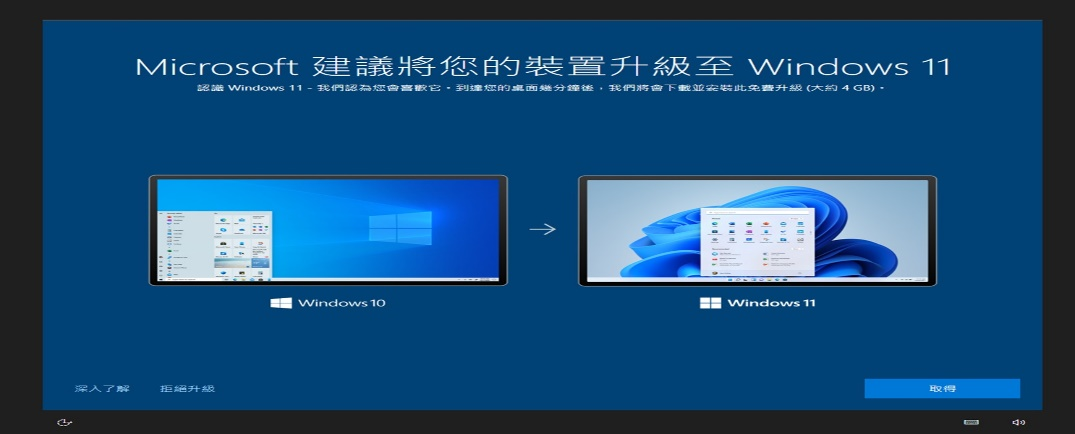 Microsoft 建議將您的裝置升級至 Windows 11
認識 Windows 11 - 我們認為您會喜歡它。到達您的桌面幾分鐘後，我們將會下載並安裝此免費升級 (大約 4 GB)。
Windows 10
Windows 11
深入了解 拒絕升級 取得